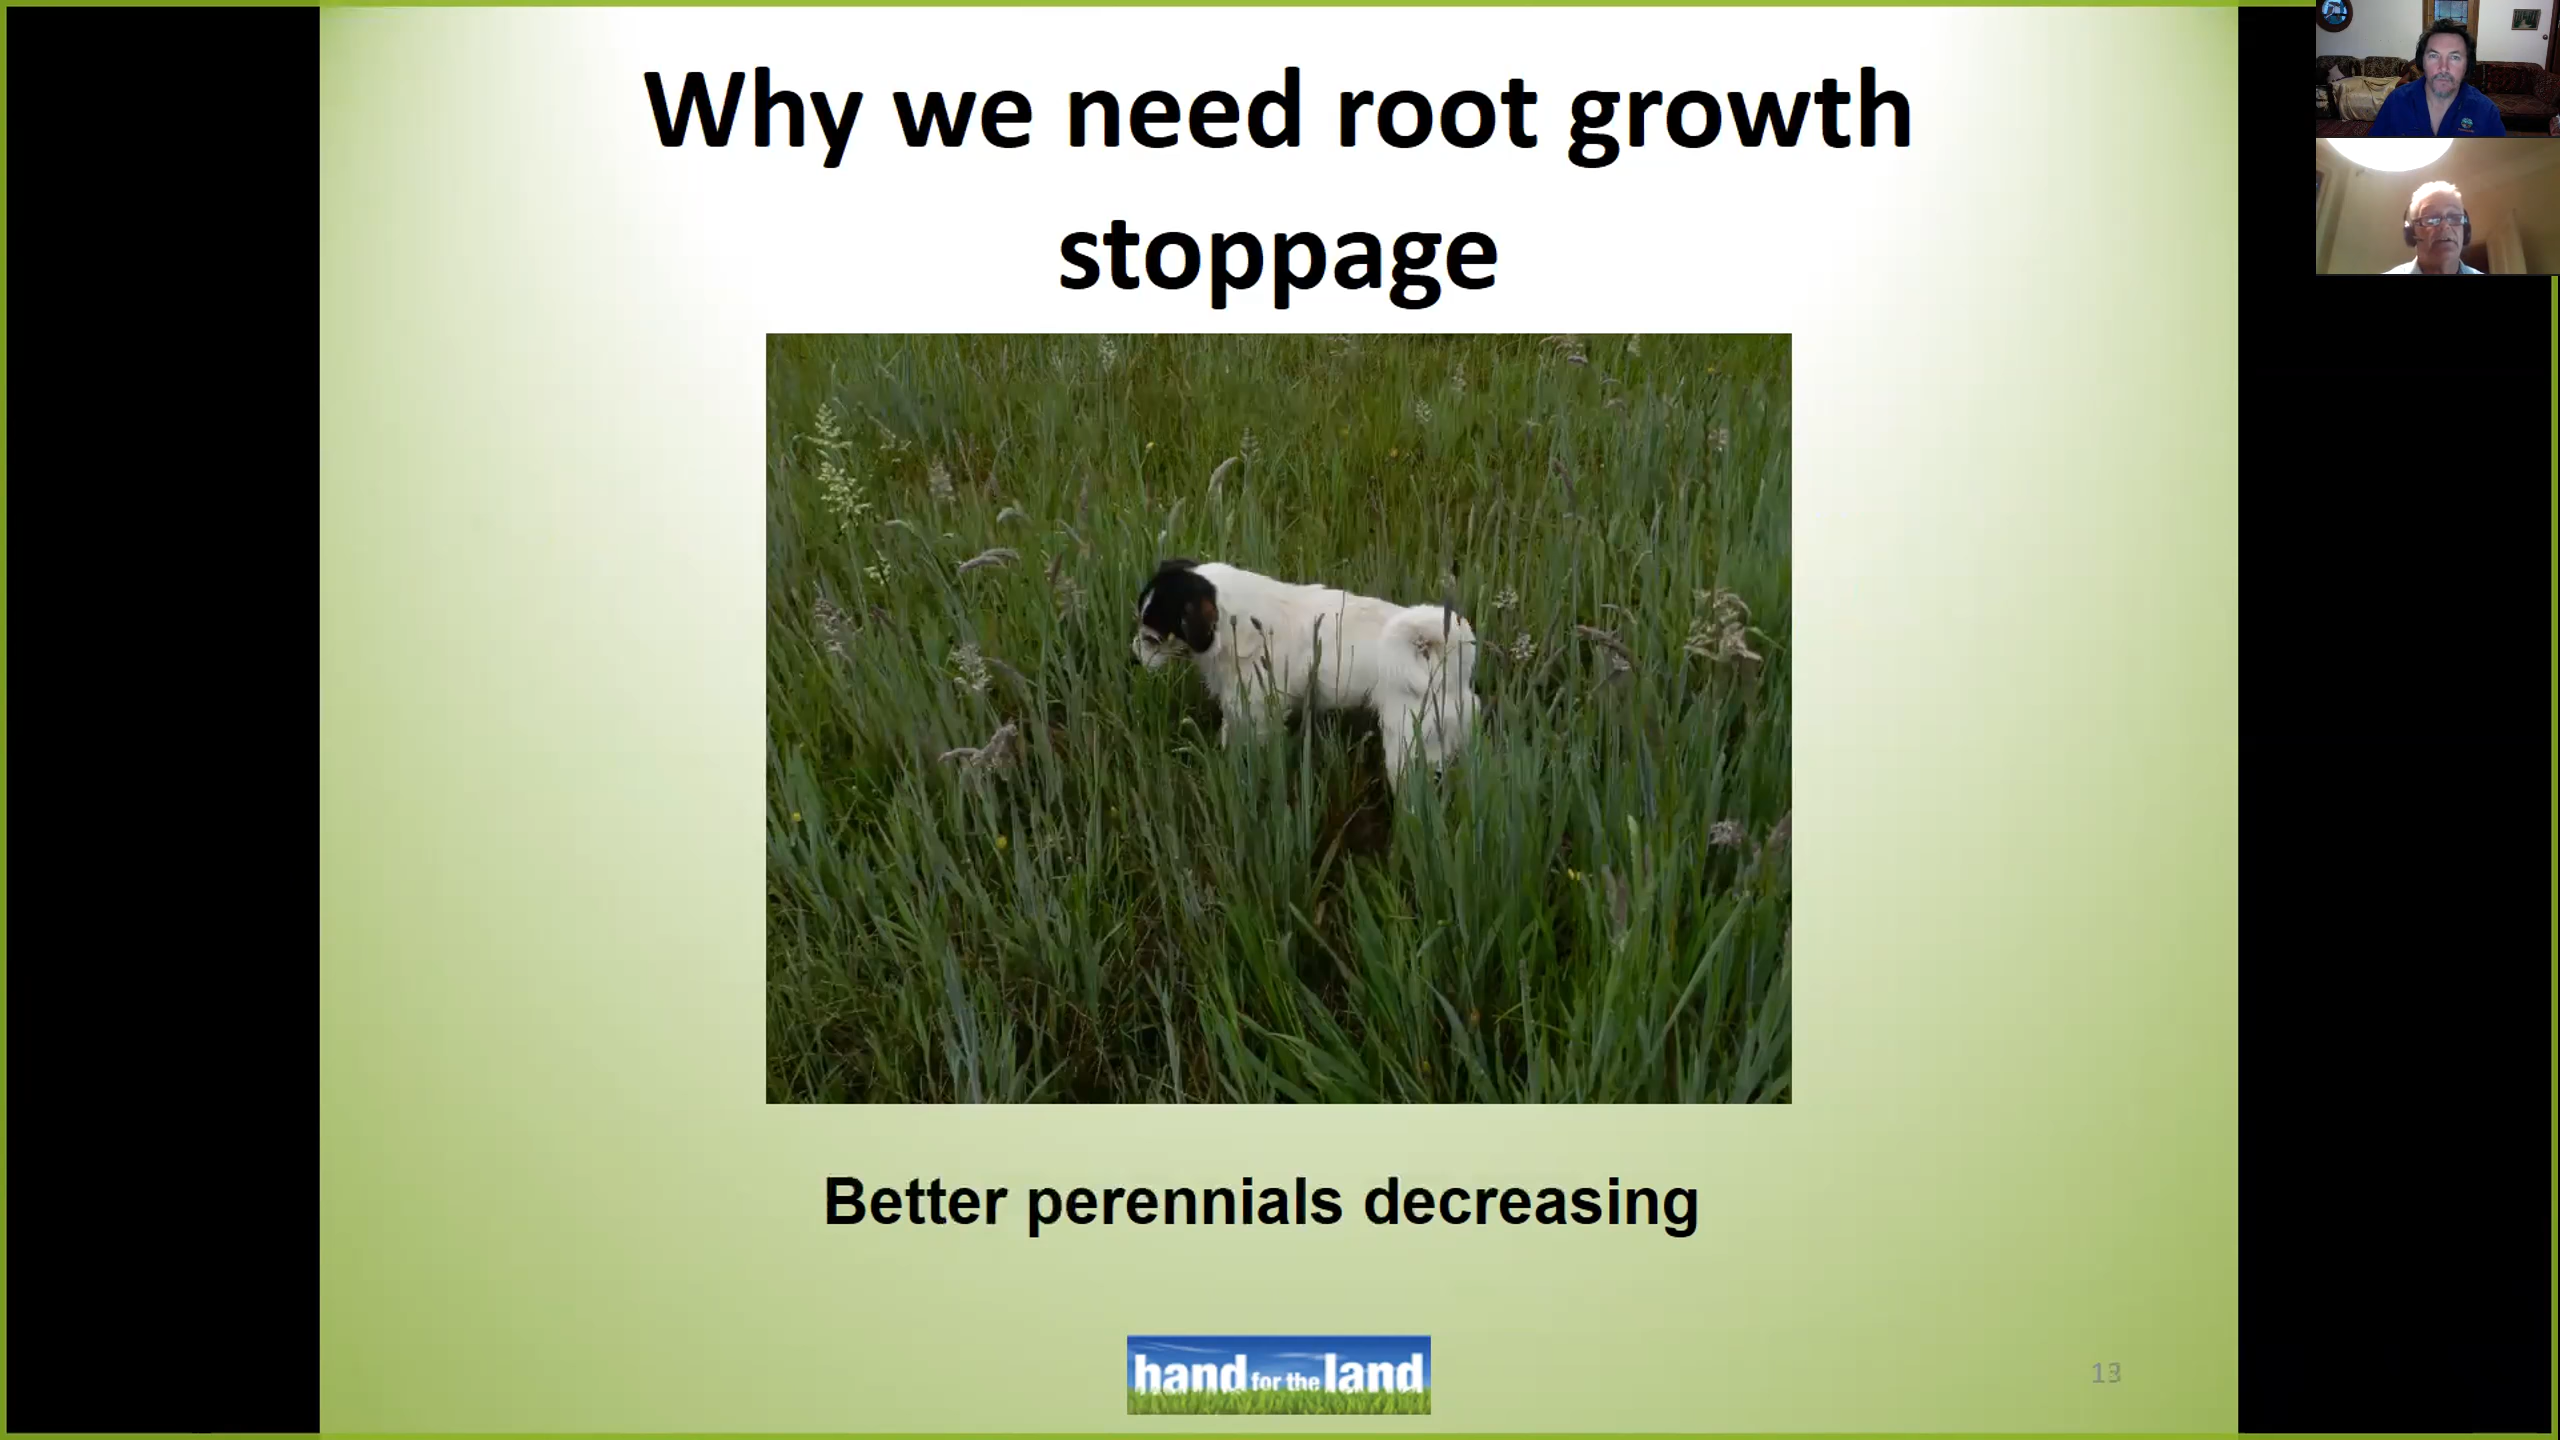 Why we need root growth
stoppage
Better perennials decreasing
hand for the land
13